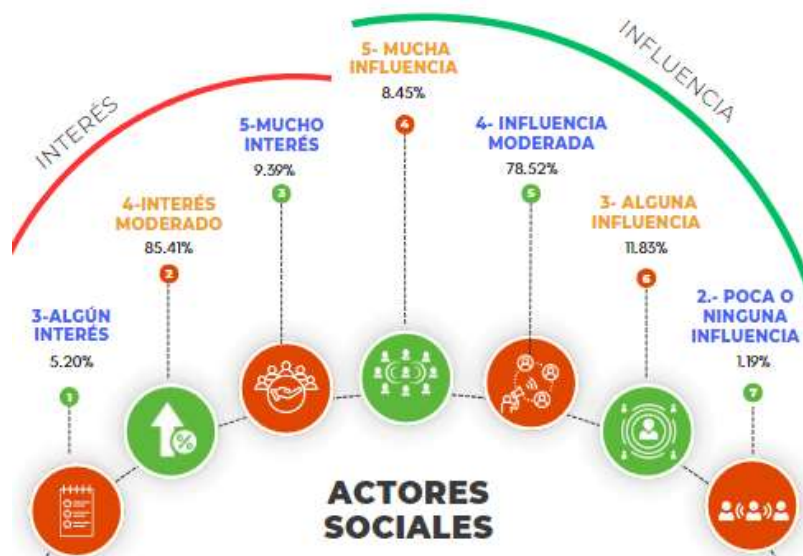 INTERÉS
3-ALGÚN
INTERÉS
5.20%
1
4-INTERÉS
MODERADO
85.41%
2
5-MUCHO
INTERÉS
9.39%
3
INFLUENCIA
5- MUCHA
INFLUENCIA
8.45%
4
4- INFLUENCIA
MODERADA
78.52%
5
3- ALGUNA
INFLUENCIA
11.83%
6
2.- POCA O
NINGUNA
INFLUENCIA
1.19%
7
%
ACTORES
SOCIALES